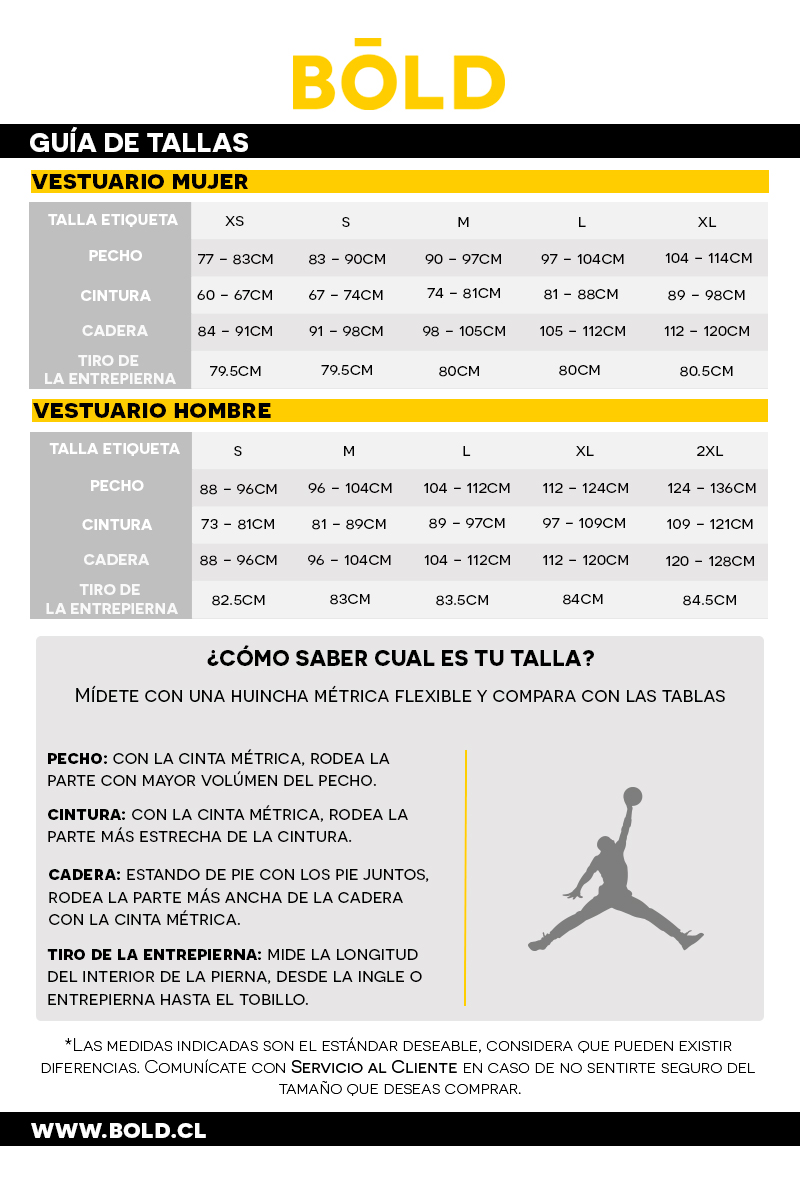 BŌLD
GUÍA DE TALLAS
VESTUARIO MUJER
TALLA ETIQUETA XS S M L XL
PECHO 77 – 83CM 83 – 90CM 90 – 97CM 97 – 104CM 104 – 114CM
CINTURA 60 – 67CM 67 – 74CM 74 – 81CM 81 – 88CM 89 – 98CM
CADERA 84 – 91CM 91 – 98CM 98 – 105CM 105 – 112CM 112 – 120CM
TIRO DE
LA ENTREPIERNA 79.5CM 79.5CM 80CM 80CM 80.5CM
VESTUARIO HOMBRE
TALLA ETIQUETA S M L XL 2XL
PECHO 88 – 96CM 96 – 104CM 104 – 112CM 112 – 124CM 124 – 136CM
CINTURA 73 – 81CM 81 – 89CM 89 – 97CM 97 – 109CM 109 – 121CM
CADERA 88 – 96CM 96 – 104CM 104 – 112CM 112 – 120CM 120 – 128CM
TIRO DE
LA ENTREPIERNA 82.5CM 83CM 83.5CM 84CM 84.5CM
¿CÓMO SABER CUAL ES TU TALLA?
MÍDETE CON UNA HUINCHA MÉTRICA FLEXIBLE Y COMPARA CON LAS TABLAS
PECHO: CON LA CINTA MÉTRICA, RODEA LA
PARTE CON MAYOR VOLÚMEN DEL PECHO.
CINTURA: CON LA CINTA MÉTRICA, RODEA LA
PARTE MÁS ESTRECHA DE LA CINTURA.
CADERA: ESTANDO DE PIE CON LOS PIE JUNTOS,
RODEA LA PARTE MÁS ANCHA DE LA CADERA
CON LA CINTA MÉTRICA.
TIRO DE LA ENTREPIERNA: MIDE LA LONGITUD
DEL INTERIOR DE LA PIERNA, DESDE LA INGLE O
ENTREPIERNA HASTA EL TOBILLO.
*LAS MEDIDAS INDICADAS SON EL ESTÁNDAR DESEABLE, CONSIDERA QUE PUEDEN EXISTIR
DIFERENCIAS. COMUNÍCATE CON SERVICIO AL CLIENTE EN CASO DE NO SENTIRTE SEGURO DEL
TAMAÑO QUE DESEAS COMPRAR.
WWW.BOLD.CL